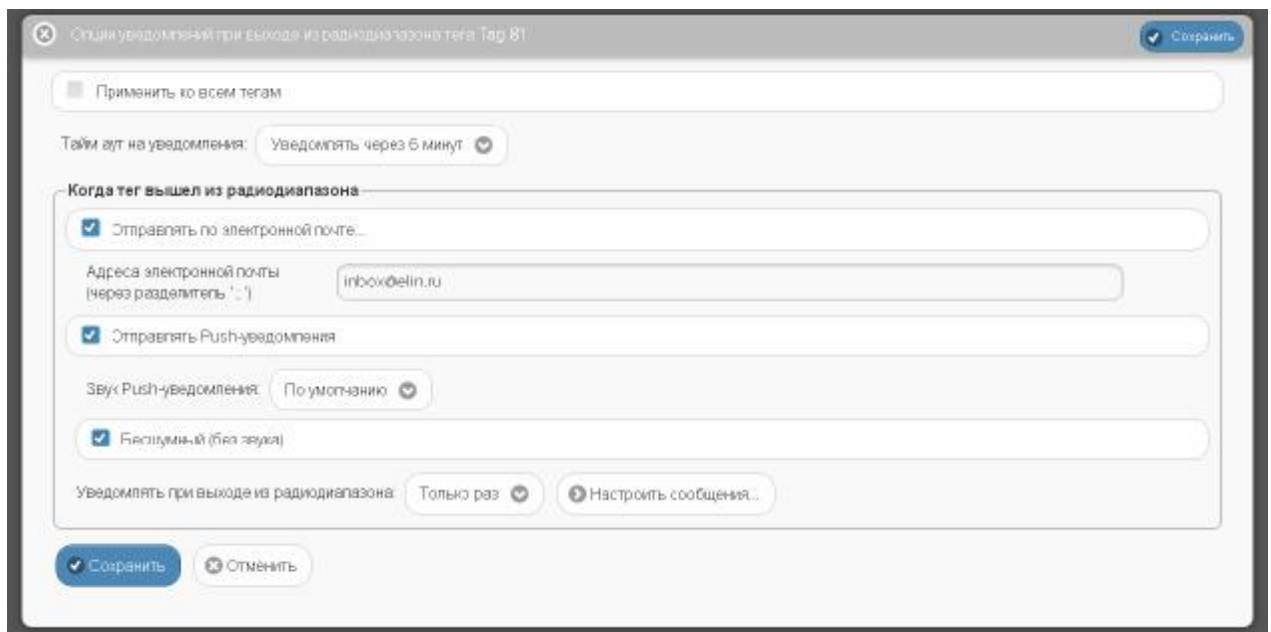 Опции уведомлений при выходе из радиодиапазона тега Tag 81
Сохранить
Применить ко всем тегам
Тайм аут на уведомления: Уведомлять через 6 минут
Когда тег вышел из радиодиапазона
Отправлять по электронной почте...
Адреса электронной почты
(через разделитель ';')
inbox@elin.ru
Отправлять Push-уведомления
Звук Push-уведомления: По умолчанию
Бесшумный (без звука)
Уведомлять при выходе из радиодиапазона: Только раз Настроить сообщения...
Сохранить Отменить